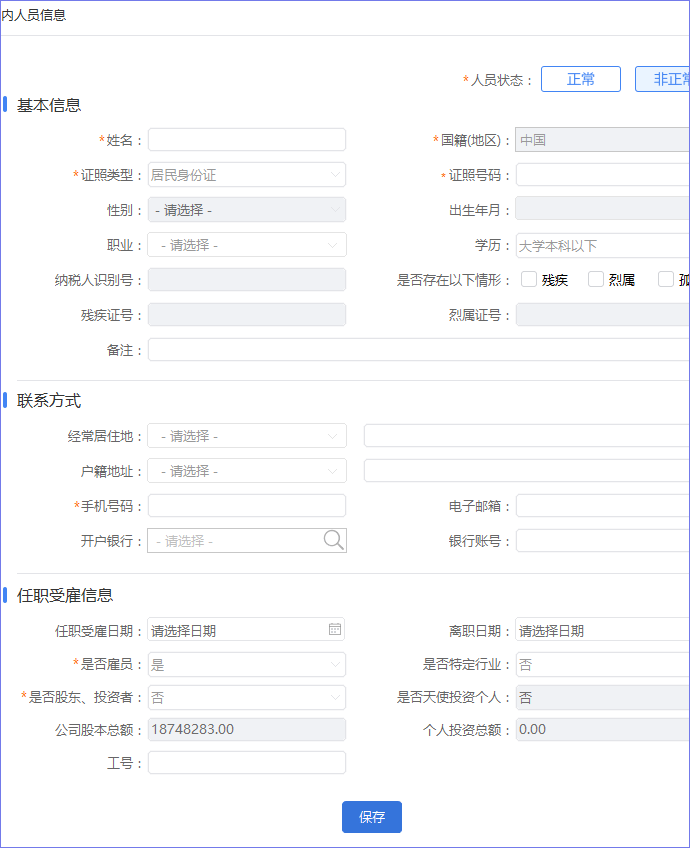 内人员信息
*人员状态： 正常 非正常
基本信息
*姓名： *国籍(地区)： 中国
*证照类型： 居民身份证 *证照号码：
性别： - 请选择 - 出生年月：
职业： - 请选择 - 学历： 大学本科以下
纳税人识别号： 是否存在以下情形： 残疾 烈属 孤
残疾证号： 烈属证号：
备注：
联系方式
经常居住地： - 请选择 -
户籍地址： - 请选择 -
*手机号码： 电子邮箱：
开户银行： - 请选择 - 银行账号：
任职受雇信息
任职受雇日期： 请选择日期 离职日期： 请选择日期
*是否雇员： 是 是否特定行业： 否
*是否股东、投资者： 否 是否天使投资个人： 否
公司股本总额： 18748283.00 个人投资总额： 0.00
工号：
保存